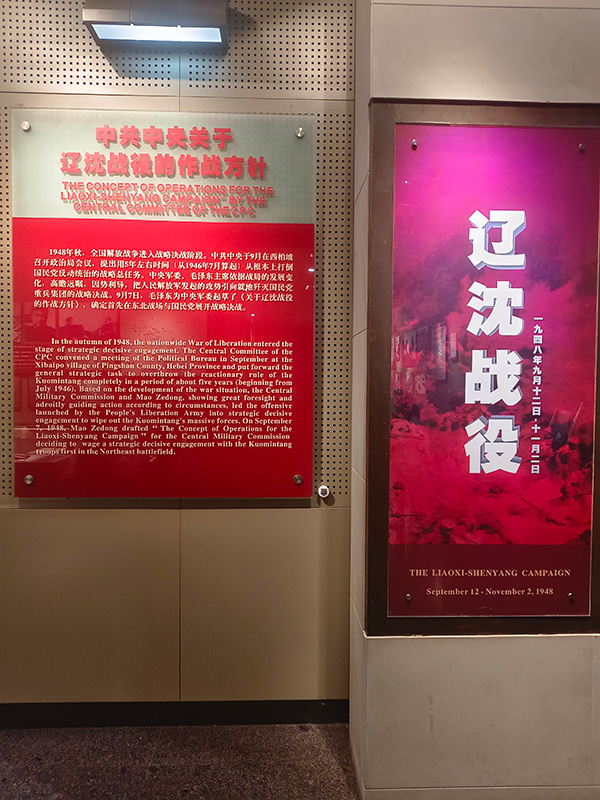 中共中央关于
辽沈战役的作战方针
THE CONCEPT OF OPERATIONS FOR THE
LIAOXI-SHENYANG CAMPAIGN" BY THE
CENTRAL COMMITTEE OF THE CPC
1948年秋，全国解放战争进入战略决战阶段。中共中央于9月在西柏坡
召开政治局会议，提出用5年左右时间（从1946年7月算起）从根本上打倒
国民党反动统治的战略总任务。中央军委、毛泽东主席依据战局的发展变
化，高瞻远瞩，因势利导，把人民解放军发起的攻势引向就地歼灭国民党
重兵集团的战略决战。9月7日，毛泽东为中央军委起草了《关于辽沈战役
的作战方针》，确定首先在东北战场与国民党展开战略决战。
In the autumn of 1948, the nationwide War of Liberation entered the
stage of strategic decisive engagement. The Central Committee of the
CPC convened a meeting of the Political Bureau in September at the
Xibaipo village of Pingshan County, Hebei Province and put forward the
general strategic task to overthrow the reactionary rule of the
Kuomintang completely in a period of about five years (beginning from
July 1946). Based on the development of the war situation, the Central
Military Commission and Mao Zedong, showing great foresight and
adroitly guiding action according to circumstances, led the offensive
launched by the People's Liberation Army into strategic decisive
engagement to wipe out the Kuomintang's massive forces. On September
7, 1948, Mao Zedong drafted " The Concept of Operations for the
Liaoxi-Shenyang Campaign " for the Central Military Commission
deciding to wage a strategic decisive engagement with the Kuomintang
troops first in the Northeast battlefield.
辽沈战役
一九四八年九月十二日·十一月二日
THE LIAOXI-SHENYANG CAMPAIGN
September 12 - November 2, 1948